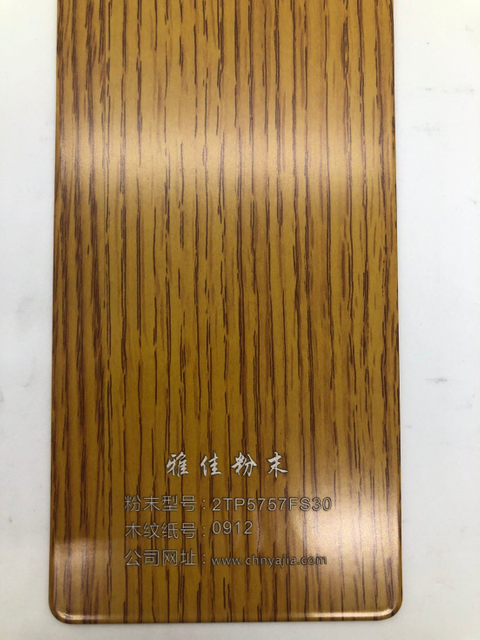 雅佳粉末
粉末型号：2TP5757FS30
木纹纸号：0912
公司网址：www.chnyajia.com